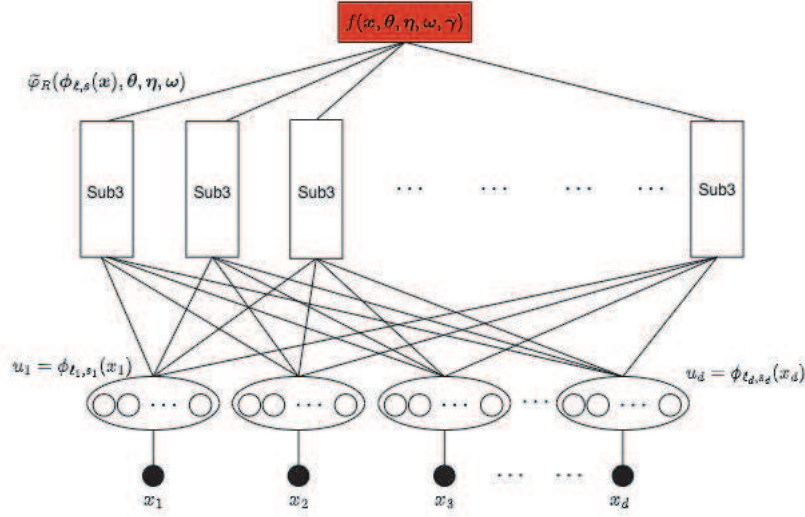 f(x, θ, η, ω, γ)
φ̃_R(ϕ_{ℓ,s}(x), θ, η, ω)
Sub3 Sub3 Sub3 ··· ··· ··· ··· Sub3
u_1 = ϕ_{ℓ_1,s_1}(x_1) u_d = ϕ_{ℓ_d,s_d}(x_d)
··· ··· ··· ··· ···
x_1 x_2 x_3 ··· ··· x_d